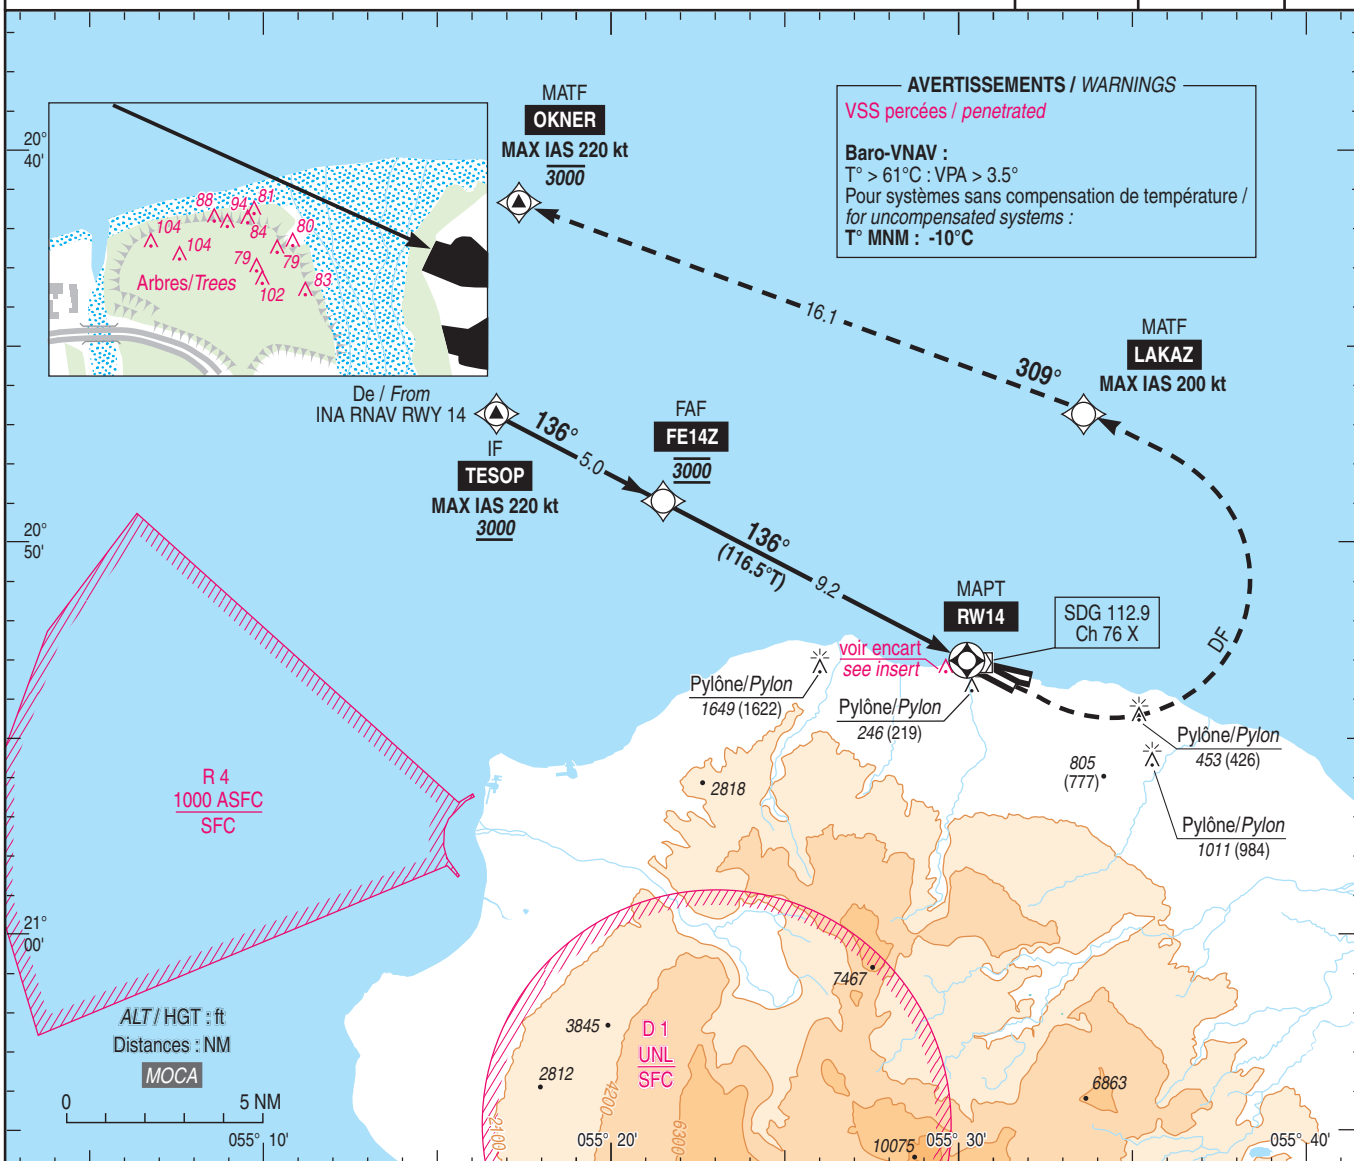 MATF
OKNER
MAX IAS 220 kt
3000
AVERTISSEMENTS / WARNINGS
VSS percées / penetrated
Baro-VNAV :
T° > 61°C : VPA > 3.5°
Pour systèmes sans compensation de température /
for uncompensated systems :
T° MNM : -10°C
20°
40'
88
94
81
104
104
84
80
79
79
102
83
Arbres/Trees
16.1
309°
MATF
LAKAZ
MAX IAS 200 kt
De / From
INA RNAV RWY 14
IF
TESOP
MAX IAS 220 kt
3000
136°
5.0
FAF
FE14Z
3000
136°
(116.5°T)
9.2
20°
50'
MAPT
RW14
SDG 112.9
Ch 76 X
DF
voir encart
see insert
Pylône/Pylon
1649 (1622)
Pylône/Pylon
246 (219)
Pylône/Pylon
453 (426)
805
(777)
Pylône/Pylon
1011 (984)
R 4
1000 ASFC
SFC
2818
21°
00'
7467
3845
2812
D 1
UNL
SFC
4200
2100
6300
10075
6863
ALT / HGT : ft
Distances : NM
MOCA
0 5 NM
055° 10'
055° 20'
055° 30'
055° 40'